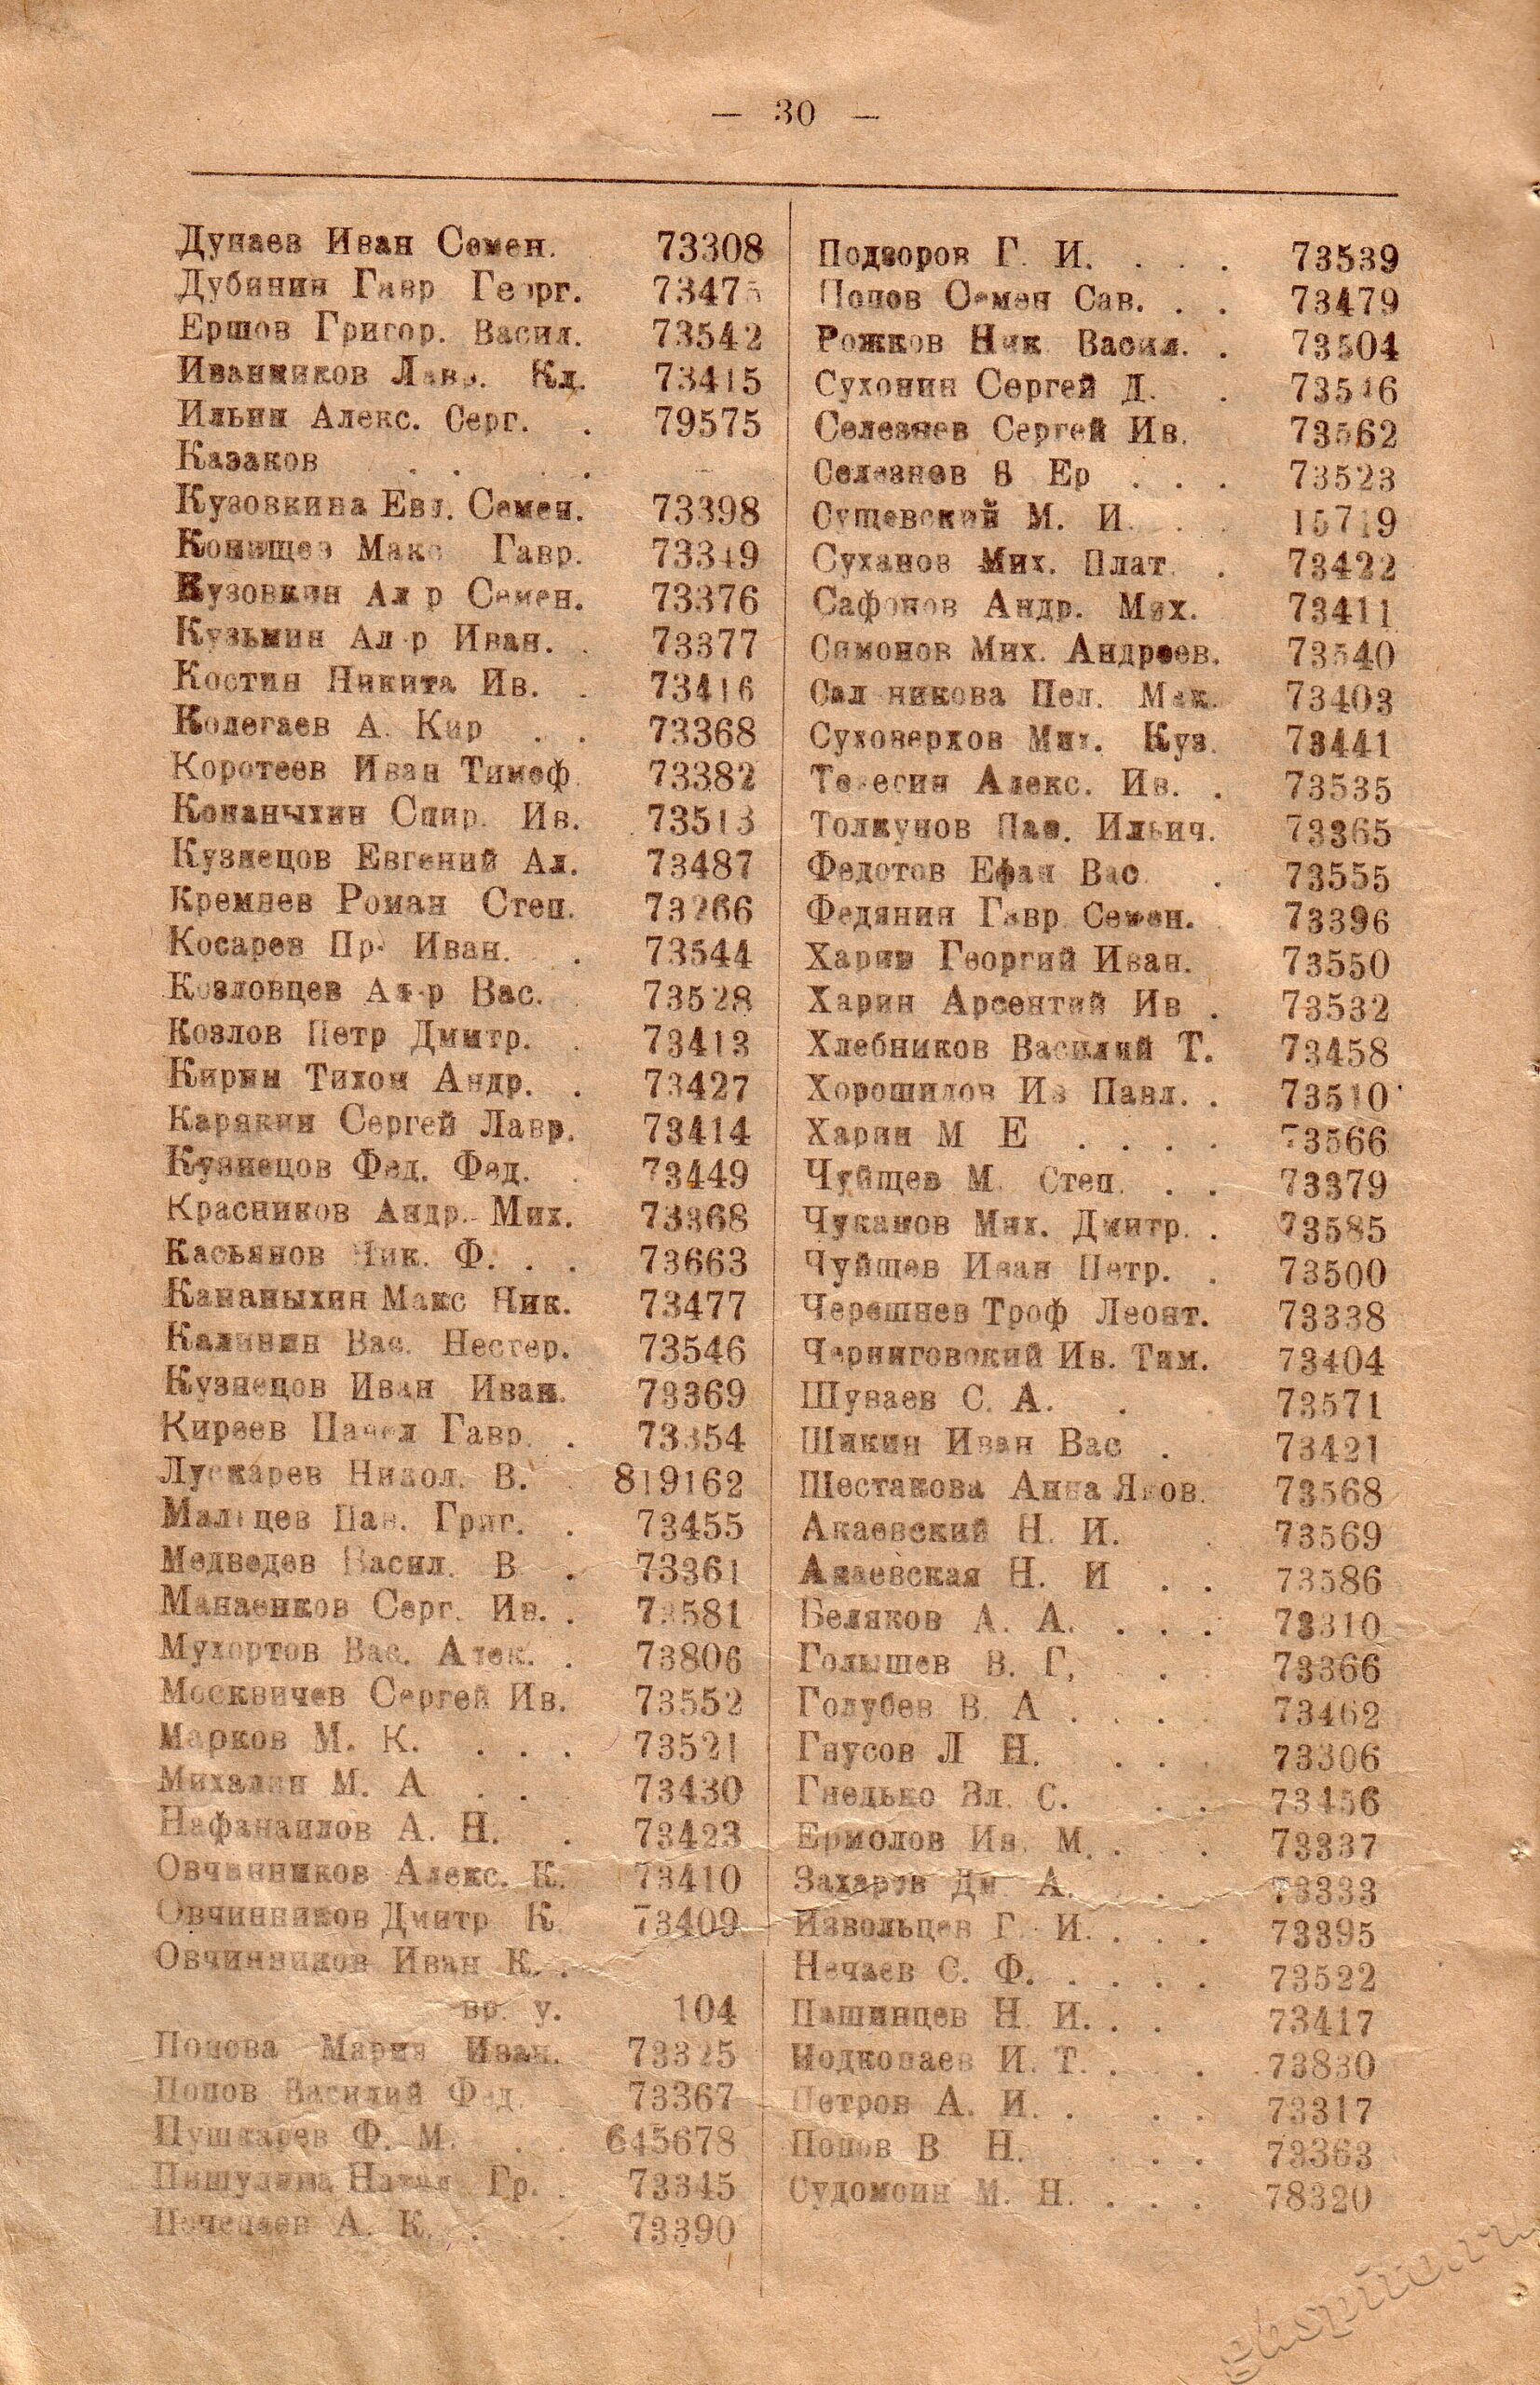 — 30 —
Дунаев Иван Семен. 73308
Дубинин Гавр Георг. 73475
Ершов Григор. Васил. 73542
Иванников Лавр. Кд. 73415
Ильин Алекс. Серг. . 79575
Казаков . . . . –
Кузовкина Евд. Семен. 73398
Конищев Макс Гавр. 73349
Кузовкин Ал р Семен. 73376
Кузьмин Ал-р Иван. . 73377
Костин Никита Ив. . 73416
Колегаев А. Кир . . 73368
Коротеев Иван Тимоф. 73382
Конаныхин Спир. Ив. 73513
Кузнецов Евгений Ал. 73487
Кремнев Роман Степ. 73266
Косарев Пр. Иван. . 73544
Козловцев Ал-р Вас. . 73528
Козлов Петр Дмитр. . 73413
Кирин Тихон Андр. . 73427
Карякин Сергей Лавр. 73414
Кузнецов Фед. Фед. . 73449
Красников Андр. Мих. 73368
Касьянов Ник. Ф. . . 73663
Кананыхин Макс Ник. 73477
Калинин Вас. Нестер. 73546
Кузнецов Иван Иван. 73369
Киреев Павел Гавр. . 73354
Лускарев Никол. В. 819162
Мальцев Пав. Григ. . 73455
Медведев Васил. В . 73361
Манаенков Серг. Ив. . 73581
Мухортов Вас. Алек. . 73806
Москвичев Сергей Ив. 73552
Марков М. К. . . . 73521
Михалин М. А . . 73430
Нафанаилов А. Н. . 73423
Овчинников Алекс. К. 73410
Овчинников Дмитр К. 73409
Овчинников Иван К. .
вр. у. 104
Попова Мария Иван. 73325
Попов Василий Фед. 73367
Пушкарев Ф. М. . . 645678
Пишулина Натал Гр. . 73345
А. К. . . 73390
Подворов Г. И. . . . 73539
Попов Семен Сав. . . 73479
Рожков Ник Васил. . 73504
Сухонин Сергей Д. . 73516
Селезнев Сергей Ив. 73562
Селезнев В Ер . . . 73523
Сущевский М. И. . . 15719
Суханов Мих. Плат. . 73422
Сафонов Андр. Мих. 73411
Симонов Мих. Андреев. 73540
Сал никова Пел. Мак. 73403
Суховерхов Мих. Куз. 73441
Алекс. Ив. . 73535
Толкунов Пав. Ильич. 73365
Федотов Ефан Вас . 73555
Федянин Гавр. Семен. 73396
Харин Георгий Иван. 73550
Харин Арсентий Ив . 73532
Хлебников Василий Т. 73458
Хорошилов Ив Павл. . 73510
Харин М Е . . . . 73566
Чуйщев М. Степ. . . 73379
Чуканов Мих. Дмитр. . 73585
Чуйщев Иван Петр. . 73500
Черешнев Троф Леонт. 73338
Черниговский Ив. Тим. 73404
Шуваев С. А. . . 73571
Шикин Иван Вас . 73421
Шестакова Анна Яков. 73568
Акаевский Н. И. . 73569
Акаевская Н. И . . 73586
Беляков А. А. . . . 73310
Голышев В. Г, . . 73366
Голубев В. А . . . . 73462
Гнусов Л Н. . . . 73306
Гнедько Вл. С. . . 73456
Ермолов Ив. М. . . 73337
Захаров Дм А. . . 73333
Извольцев Г. И. . . . 73395
Нечаев С. Ф. . . . . 73522
Пашинцев Н. И. . . 73417
Подкопаев И. Т. . . . 73830
Петров А. И. . . . 73317
Попов В Н. . . . 73363
Судомоин М. Н. . . . 78320